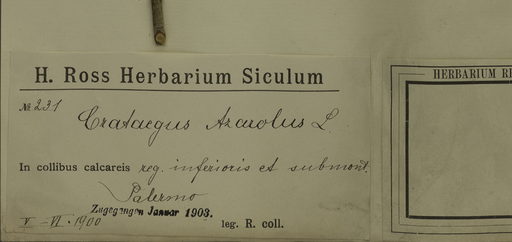 H. Ross Herbarium Siculum
HERBARIUM RE
№ 231
Crataegus Azarolus L.
In collibus calcareis reg. inferioris et submont.
Palermo
Zugegangen Januar 1903.
V - VI. 1900
leg. R. coll.